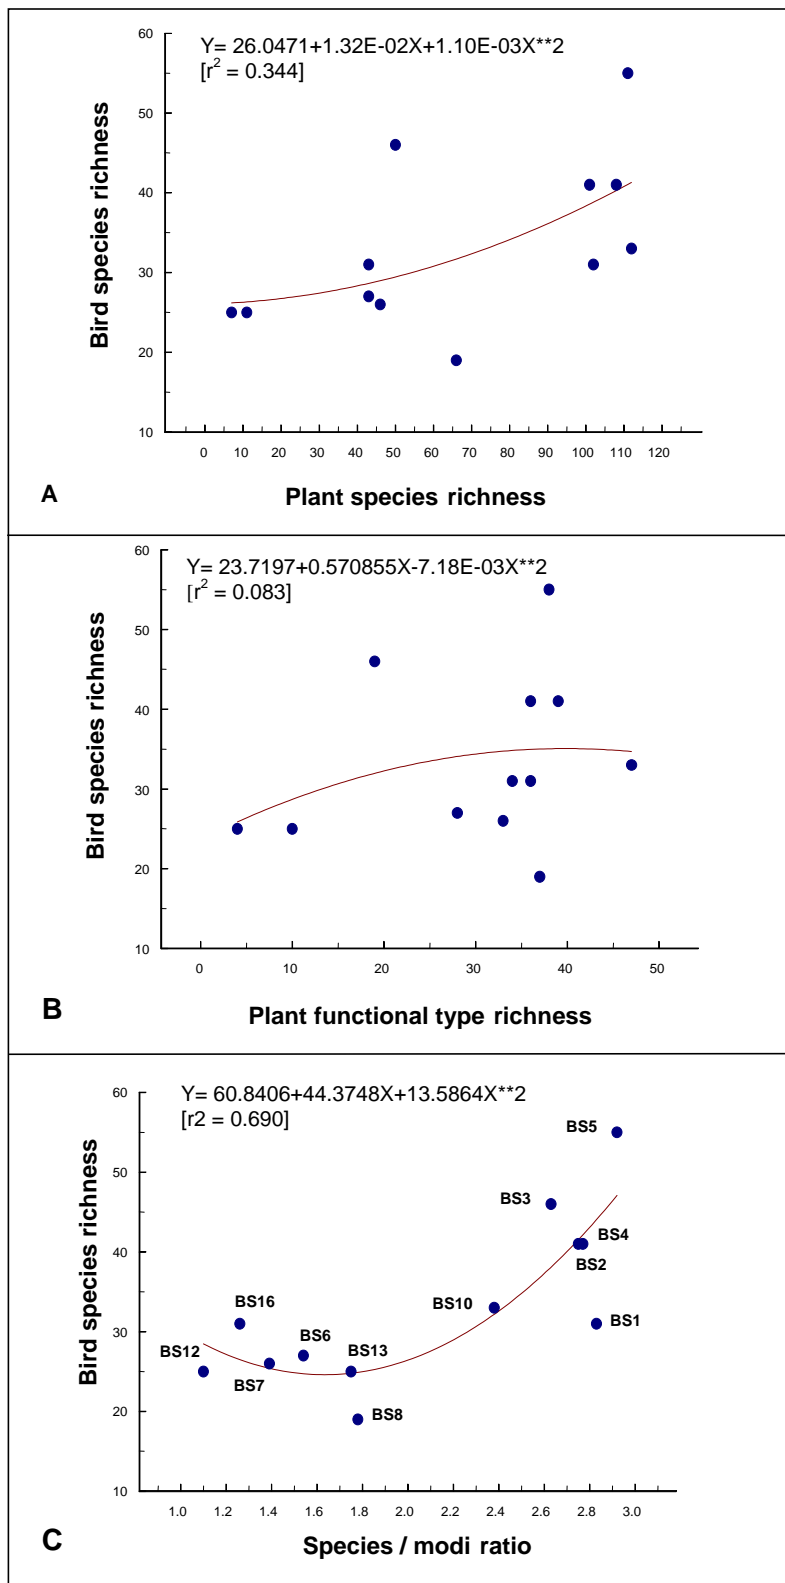 Y= 26.0471+1.32E-02X+1.10E-03X**2
[r² = 0.344]
Bird species richness
60
50
40
30
20
10
0 10 20 30 40 50 60 70 80 90 100 110 120
A
Plant species richness
Y= 23.7197+0.570855X-7.18E-03X**2
[r² = 0.083]
Bird species richness
60
50
40
30
20
10
0 10 20 30 40 50
B
Plant functional type richness
Y= 60.8406+44.3748X+13.5864X**2
[r2 = 0.690]
Bird species richness
60
50
40
30
20
10
BS5
BS3
BS4
BS2
BS16
BS10
BS1
BS6
BS13
BS12
BS7
BS8
1.0 1.2 1.4 1.6 1.8 2.0 2.2 2.4 2.6 2.8 3.0
C
Species / modi ratio